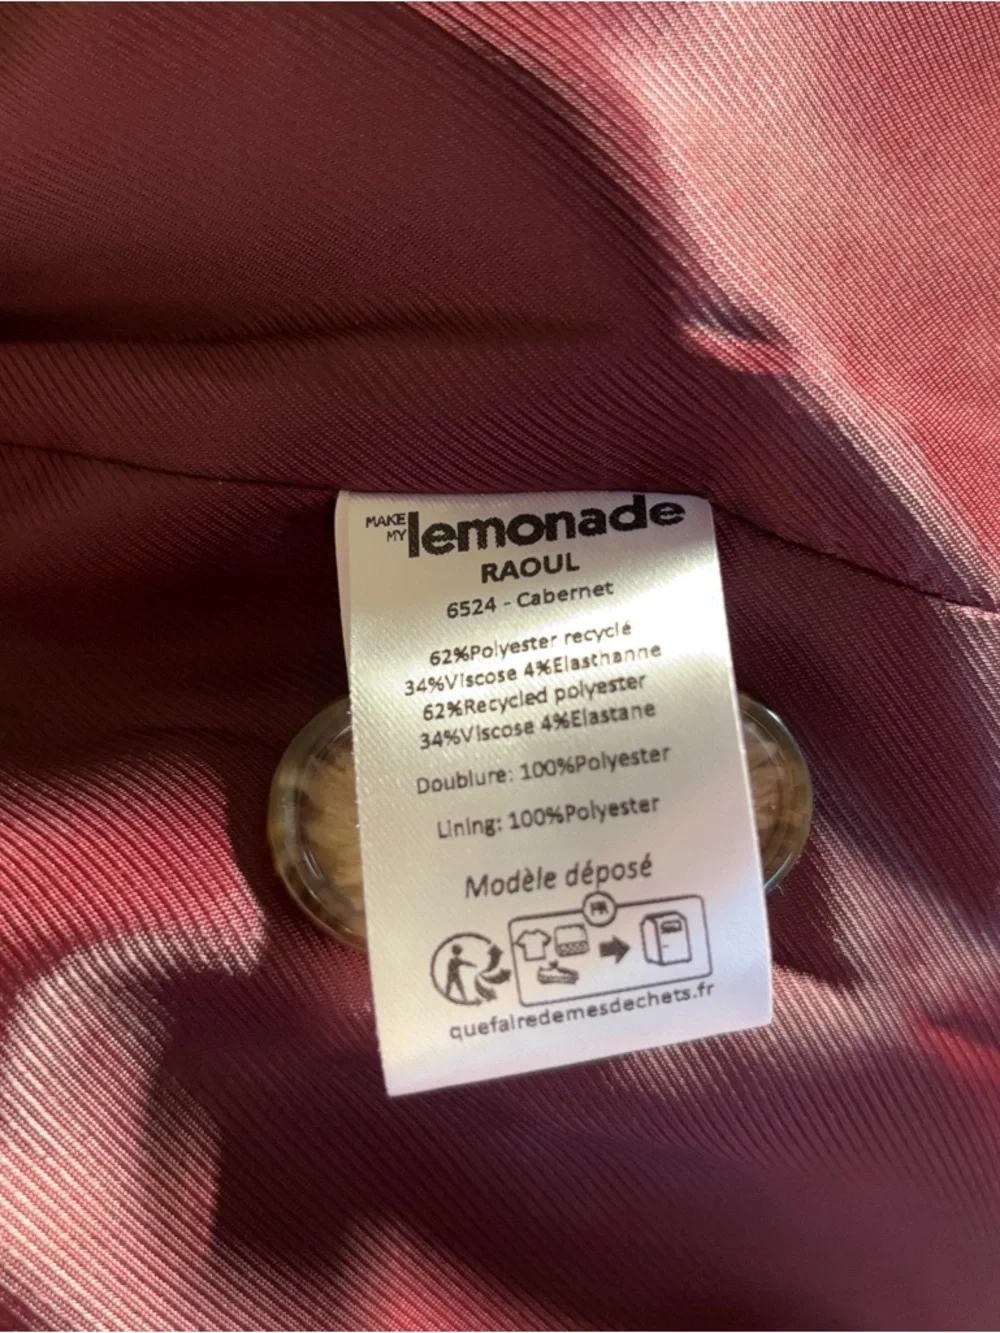 MAKE MY lemonade
RAOUL
6524 - Cabernet
62%Polyester recyclé
34%Viscose 4%Elasthanne
62%Recycled polyester
34%Viscose 4%Elastane
Doublure: 100%Polyester
Lining: 100%Polyester
Modèle déposé
FR
quefairedemesdechets.fr